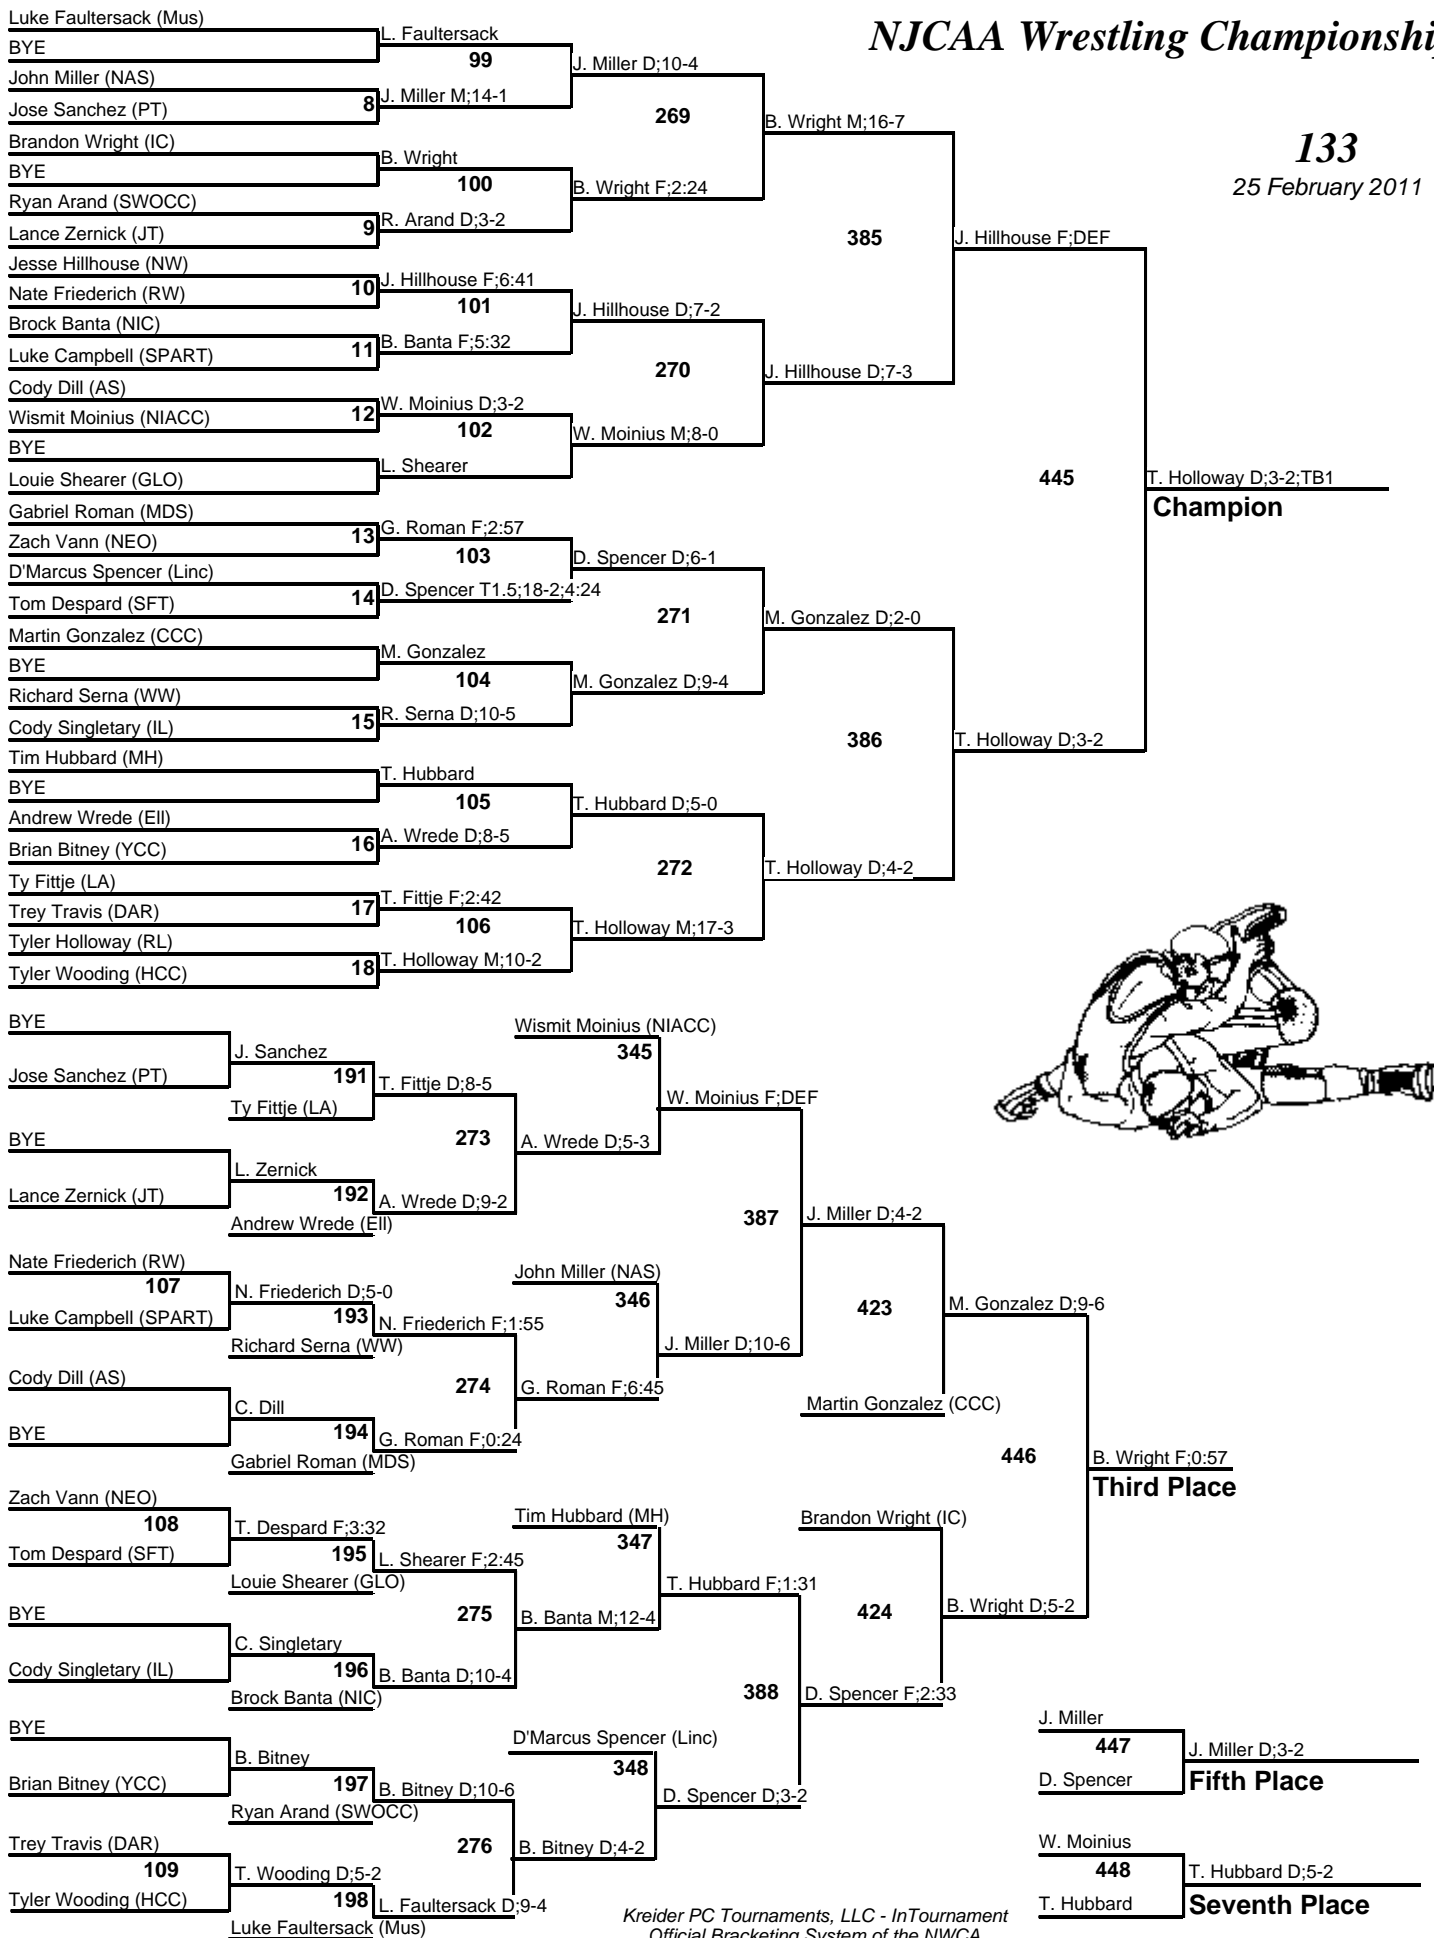 NJCAA Wrestling Championshi
133
25 February 2011
Luke Faultersack (Mus)
BYE
John Miller (NAS)
Jose Sanchez (PT)
8
Brandon Wright (IC)
BYE
Ryan Arand (SWOCC)
Lance Zernick (JT)
9
Jesse Hillhouse (NW)
Nate Friederich (RW)
10
Brock Banta (NIC)
Luke Campbell (SPART)
11
Cody Dill (AS)
Wismit Moinius (NIACC)
12
BYE
Louie Shearer (GLO)
Gabriel Roman (MDS)
Zach Vann (NEO)
13
D'Marcus Spencer (Linc)
Tom Despard (SFT)
14
Martin Gonzalez (CCC)
BYE
Richard Serna (WW)
Cody Singletary (IL)
15
Tim Hubbard (MH)
BYE
Andrew Wrede (Ell)
Brian Bitney (YCC)
16
Ty Fittje (LA)
Trey Travis (DAR)
17
Tyler Holloway (RL)
Tyler Wooding (HCC)
18
L. Faultersack
99
J. Miller M;14-1
B. Wright
100
R. Arand D;3-2
J. Hillhouse F;6:41
101
B. Banta F;5:32
W. Moinius D;3-2
102
L. Shearer
G. Roman F;2:57
103
D. Spencer T1.5;18-2;4:24
M. Gonzalez
104
R. Serna D;10-5
T. Hubbard
105
A. Wrede D;8-5
T. Fittje F;2:42
106
T. Holloway M;10-2
J. Miller D;10-4
269
B. Wright F;2:24
J. Hillhouse D;7-2
270
W. Moinius M;8-0
D. Spencer D;6-1
271
M. Gonzalez D;9-4
T. Hubbard D;5-0
272
T. Holloway M;17-3
B. Wright M;16-7
385
J. Hillhouse D;7-3
M. Gonzalez D;2-0
386
T. Holloway D;4-2
J. Hillhouse F;DEF
445
T. Holloway D;3-2
T. Holloway D;3-2;TB1
Champion
BYE
Jose Sanchez (PT)
BYE
Lance Zernick (JT)
Nate Friederich (RW)
107
Luke Campbell (SPART)
Cody Dill (AS)
BYE
Zach Vann (NEO)
108
Tom Despard (SFT)
BYE
Cody Singletary (IL)
BYE
Brian Bitney (YCC)
Trey Travis (DAR)
109
Tyler Wooding (HCC)
J. Sanchez
191
Ty Fittje (LA)
L. Zernick
192
Andrew Wrede (Ell)
N. Friederich D;5-0
193
Richard Serna (WW)
C. Dill
194
Gabriel Roman (MDS)
T. Despard F;3:32
195
Louie Shearer (GLO)
C. Singletary
196
Brock Banta (NIC)
B. Bitney
197
Ryan Arand (SWOCC)
T. Wooding D;5-2
198
Luke Faultersack (Mus)
T. Fittje D;8-5
273
A. Wrede D;9-2
N. Friederich F;1:55
274
G. Roman F;0:24
L. Shearer F;2:45
275
B. Banta D;10-4
B. Bitney D;10-6
276
L. Faultersack D;9-4
Wismit Moinius (NIACC)
345
A. Wrede D;5-3
John Miller (NAS)
346
G. Roman F;6:45
Tim Hubbard (MH)
347
B. Banta M;12-4
D'Marcus Spencer (Linc)
348
B. Bitney D;4-2
W. Moinius F;DEF
387
J. Miller D;10-6
T. Hubbard F;1:31
388
D. Spencer D;3-2
J. Miller D;4-2
423
Martin Gonzalez (CCC)
Brandon Wright (IC)
424
D. Spencer F;2:33
M. Gonzalez D;9-6
446
B. Wright D;5-2
B. Wright F;0:57
Third Place
J. Miller
447
D. Spencer
J. Miller D;3-2
Fifth Place
W. Moinius
448
T. Hubbard
T. Hubbard D;5-2
Seventh Place
Kreider PC Tournaments, LLC - InTournament
Official Bracketing System of the NWCA